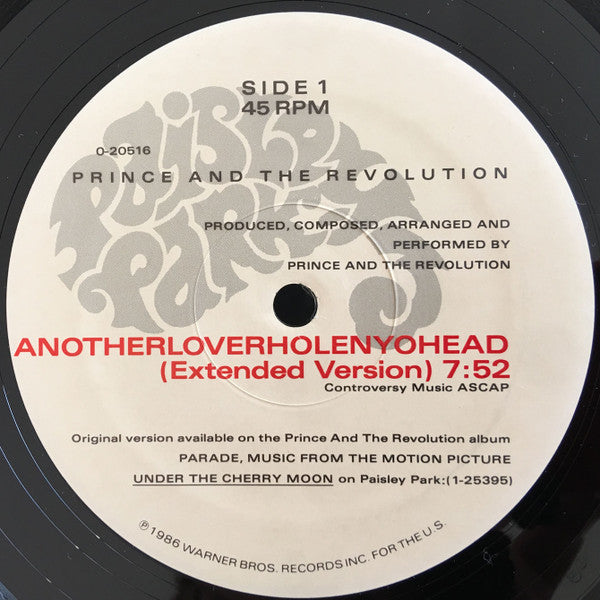 SIDE 1
45 RPM
Paisley
Park
0-20516
PRINCE AND THE REVOLUTION
PRODUCED, COMPOSED, ARRANGED AND
PERFORMED BY
PRINCE AND THE REVOLUTION
ANOTHERLOVERHOLENYOHEAD
(Extended Version) 7:52
Controversy Music ASCAP
Original version available on the Prince And The Revolution album
PARADE, MUSIC FROM THE MOTION PICTURE
UNDER THE CHERRY MOON on Paisley Park:(1-25395)
℗ 1986 WARNER BROS. RECORDS INC. FOR THE U.S.